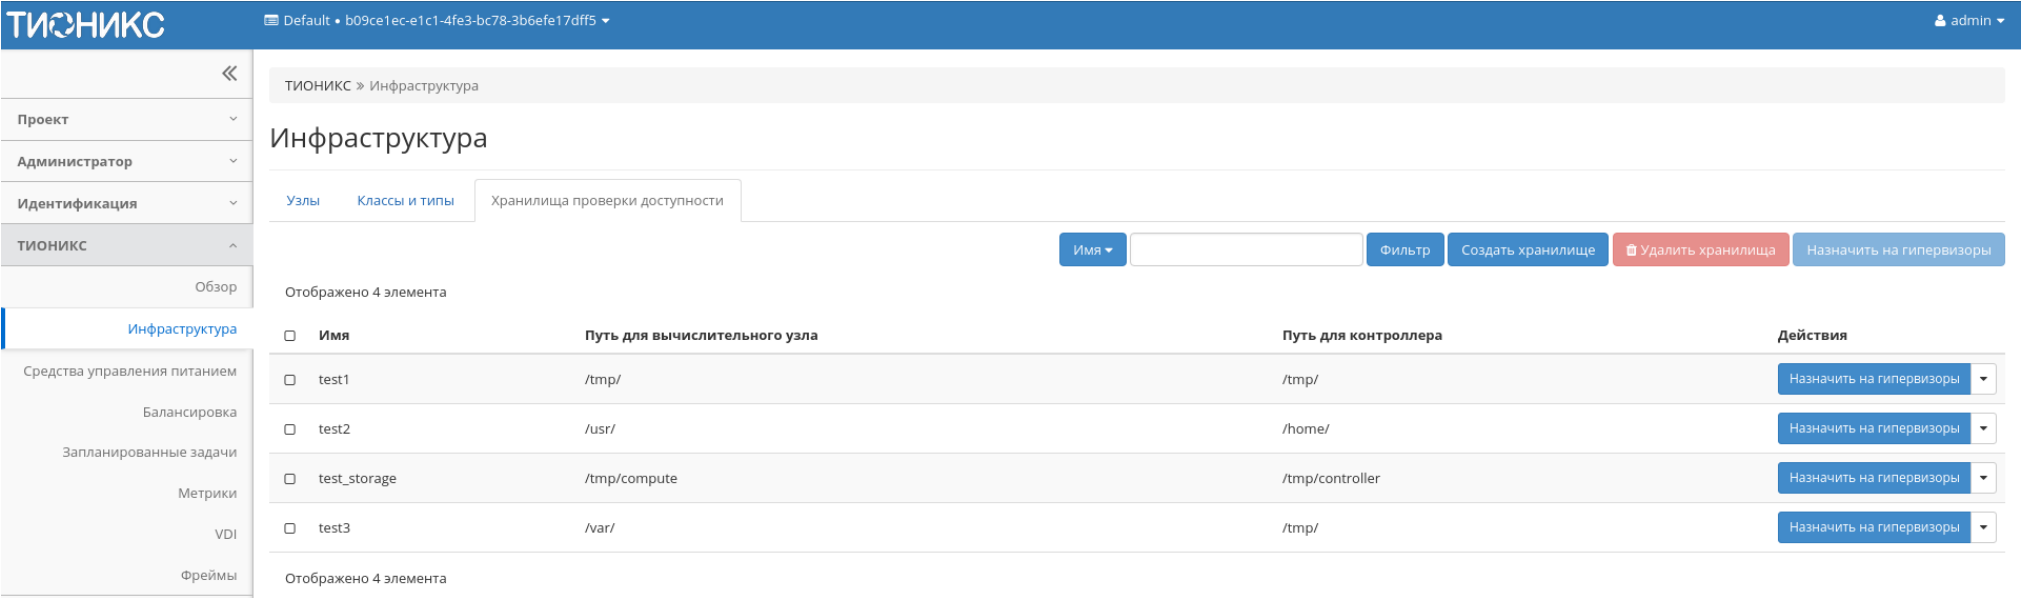 ТИОНИКС
Default • b09ce1ec-e1c1-4fe3-bc78-3b6efe17dff5
admin
Проект
Администратор
Идентификация
ТИОНИКС
Обзор
Инфраструктура
Средства управления питанием
Балансировка
Запланированные задачи
Метрики
VDI
Фреймы
ТИОНИКС » Инфраструктура
Инфраструктура
Узлы Классы и типы Хранилища проверки доступности
Имя Фильтр Создать хранилище Удалить хранилища Назначить на гипервизоры
Отображено 4 элемента
Имя Путь для вычислительного узла Путь для контроллера Действия
test1 /tmp/ /tmp/ Назначить на гипервизоры
test2 /usr/ /home/ Назначить на гипервизоры
test_storage /tmp/compute /tmp/controller Назначить на гипервизоры
test3 /var/ /tmp/ Назначить на гипервизоры
Отображено 4 элемента